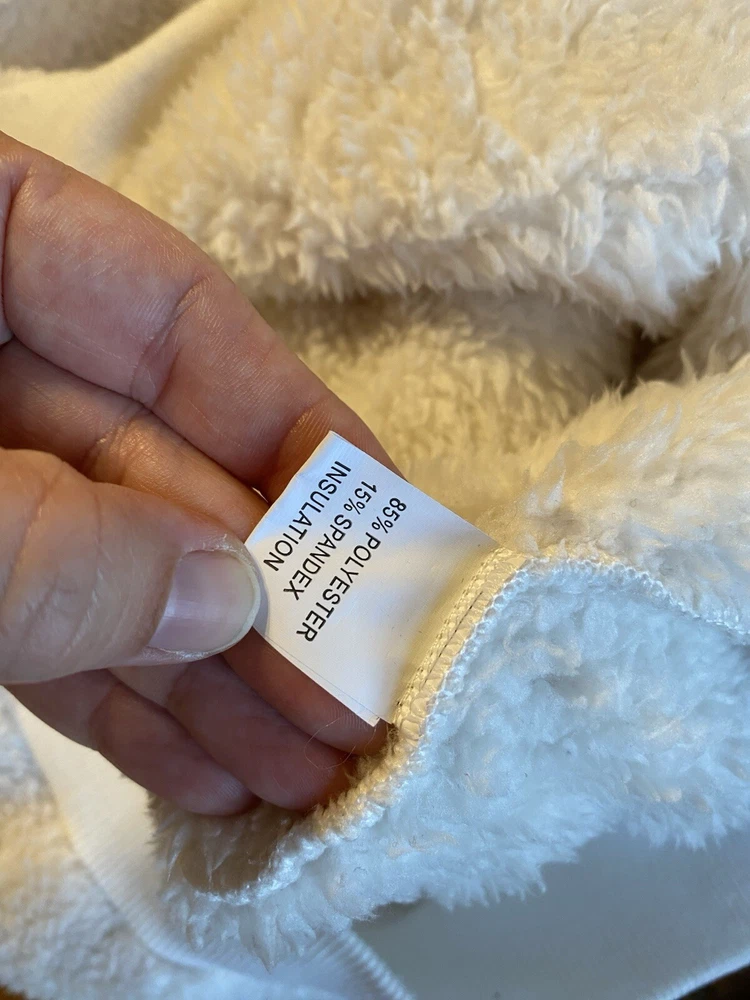 85% POLYESTER
15% SPANDEX
INSULATION